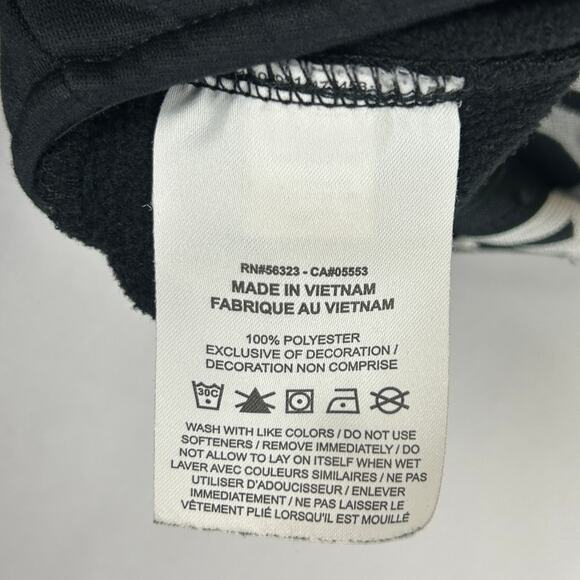 RN#56323 - CA#05553
MADE IN VIETNAM
FABRIQUE AU VIETNAM
100% POLYESTER
EXCLUSIVE OF DECORATION /
DECORATION NON COMPRISE
30C
WASH WITH LIKE COLORS / DO NOT USE
SOFTENERS / REMOVE IMMEDIATELY / DO
NOT ALLOW TO LAY ON ITSELF WHEN WET
LAVER AVEC COULEURS SIMILAIRES / NE PAS
UTILISER D'ADOUCISSEUR / ENLEVER
IMMEDIATEMENT / NE PAS LAISSER LE
VÊTEMENT PLIÉ LORSQU'IL EST MOUILLÉ